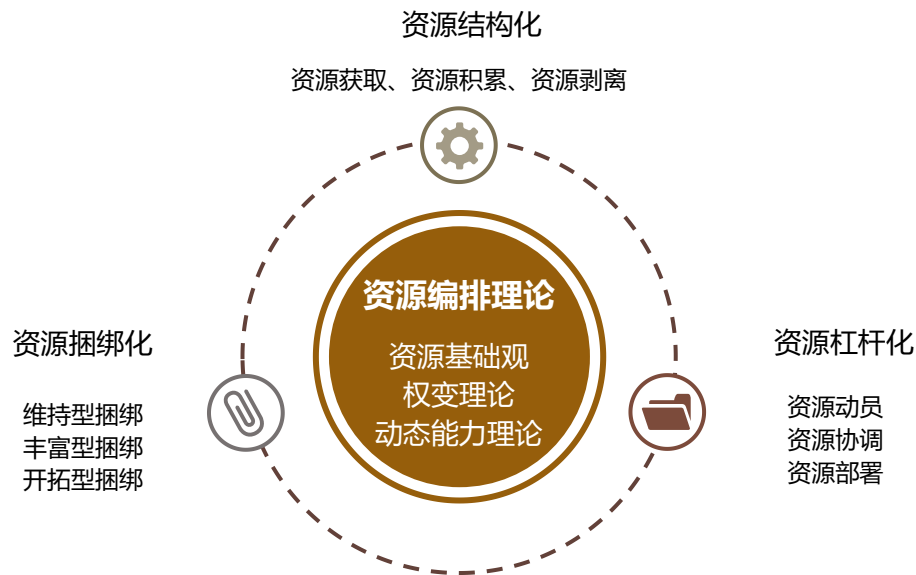 资源结构化
资源获取、资源积累、资源剥离
资源编排理论
资源基础观
权变理论
动态能力理论
资源捆绑化
维持型捆绑
丰富型捆绑
开拓型捆绑
资源杠杆化
资源动员
资源协调
资源部署